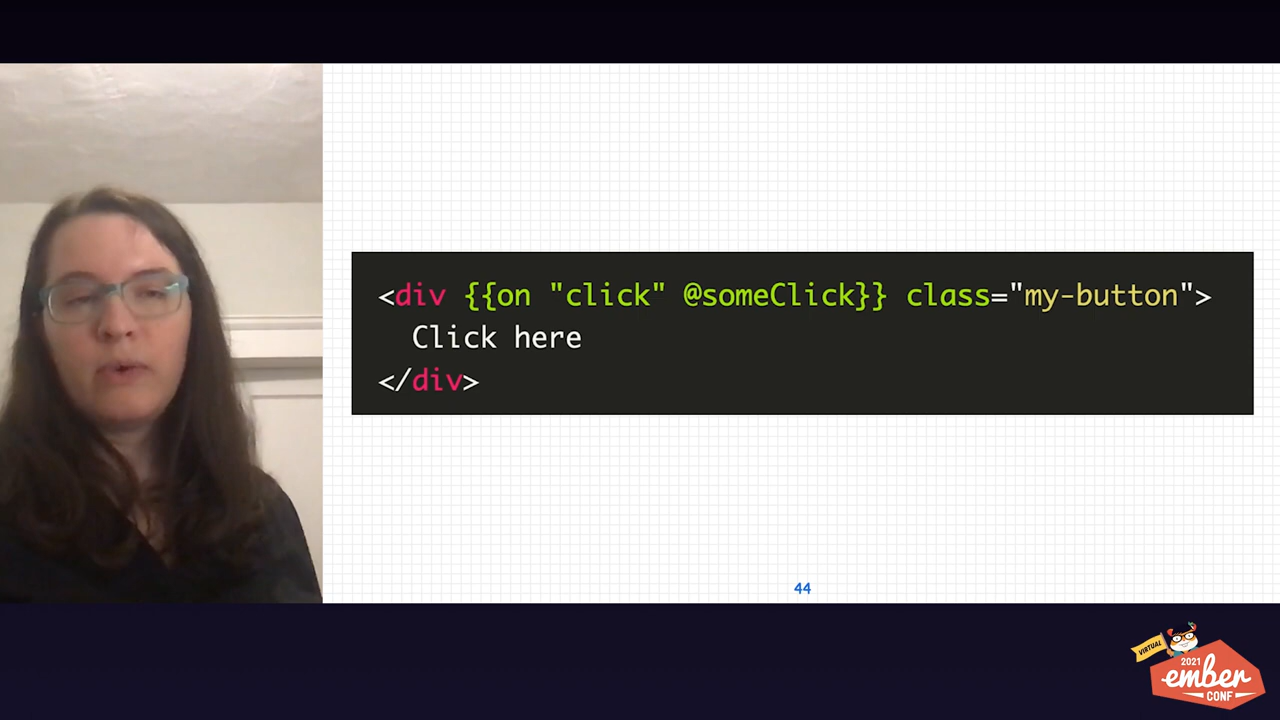 <div {{on "click" @someClick}} class="my-button">
  Click here
</div>
44
VIRTUAL
2021
ember
CONF